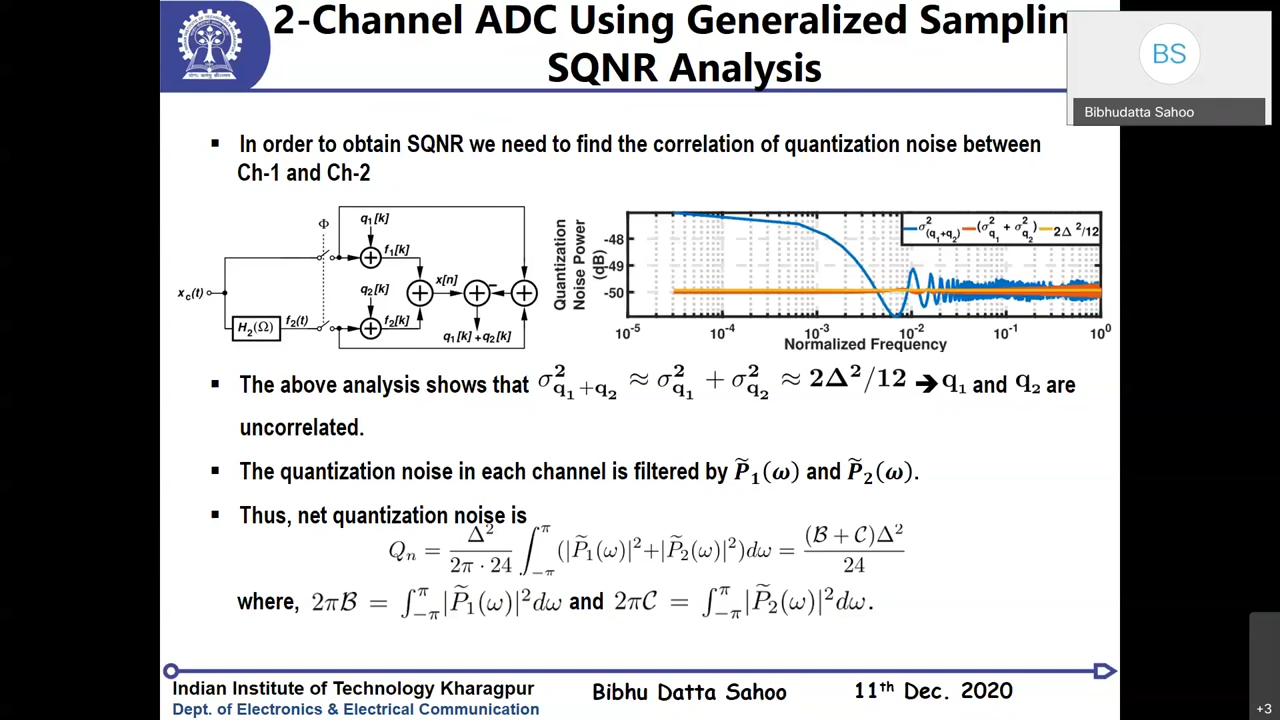 2-Channel ADC Using Generalized Samplin
SQNR Analysis
BS
Bibhudatta Sahoo
▪ In order to obtain SQNR we need to find the correlation of quantization noise between
Ch-1 and Ch-2
Φ
q₁[k]
f₁[k]
x_c(t)
q₂[k]
x[n]
f₂(t)
f₂[k]
H₂(Ω)
q₁[k]+q₂[k]
Quantization
Noise Power
(dB)
-48
-49
-50
σ²(q₁+q₂) (σ²q₁ + σ²q₂) 2Δ²/12
10⁻⁵ 10⁻⁴ 10⁻³ 10⁻² 10⁻¹ 10⁰
Normalized Frequency
▪ The above analysis shows that σ²q₁+q₂ ≈ σ²q₁ + σ²q₂ ≈ 2Δ²/12 ➔ q₁ and q₂ are
uncorrelated.
▪ The quantization noise in each channel is filtered by P̃₁(ω) and P̃₂(ω).
▪ Thus, net quantization noise is
Qₙ = Δ²/(2π · 24) ∫_{-π}^{π} (|P̃₁(ω)|²+|P̃₂(ω)|²)dω = (ℬ + 𝒞)Δ²/24
where, 2πℬ = ∫_{-π}^{π} |P̃₁(ω)|²dω and 2π𝒞 = ∫_{-π}^{π} |P̃₂(ω)|²dω.
Indian Institute of Technology Kharagpur
Dept. of Electronics & Electrical Communication
Bibhu Datta Sahoo
11th Dec. 2020
+3